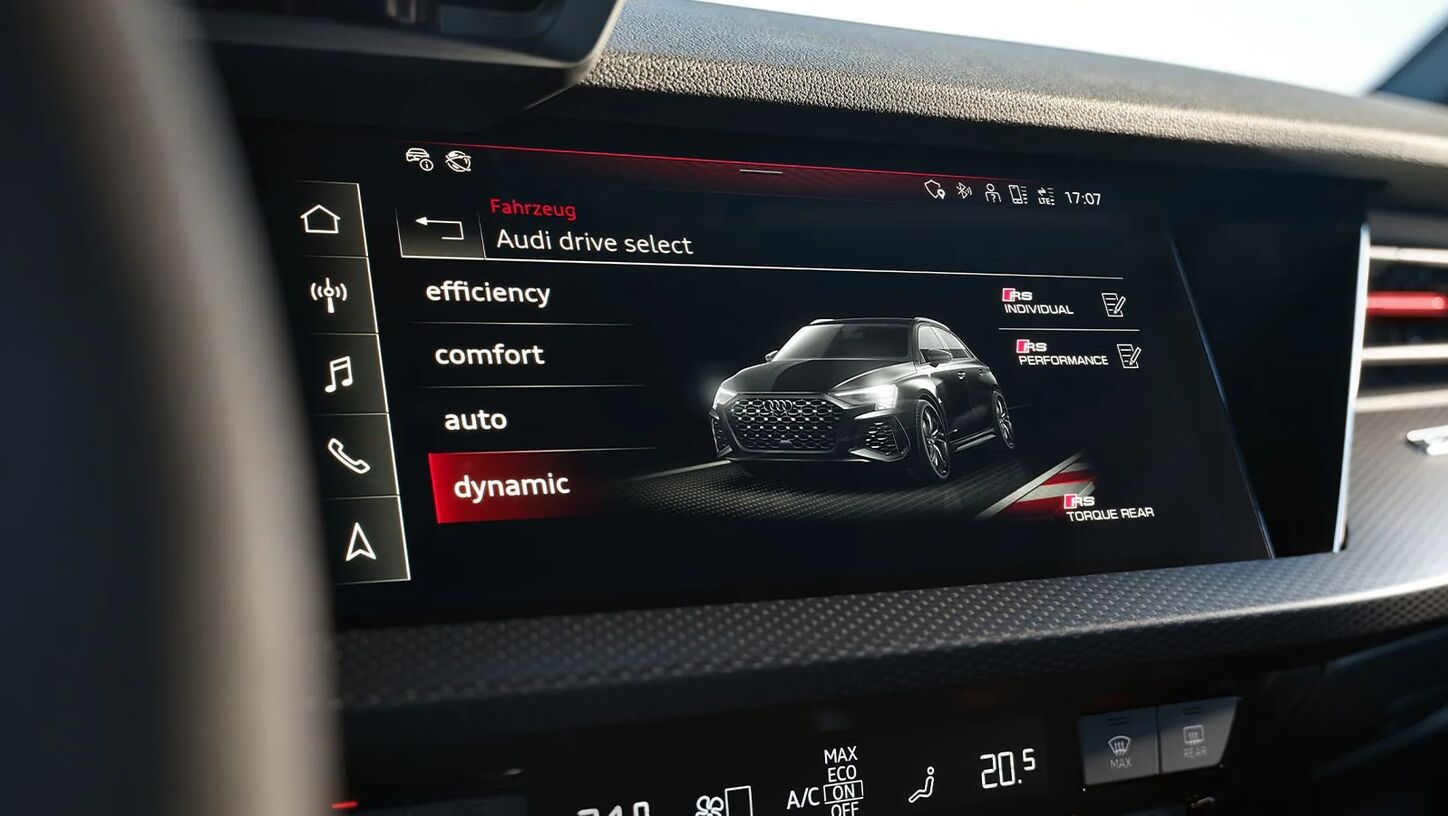 17:07
Fahrzeug
Audi drive select
efficiency
comfort
auto
dynamic
RS
INDIVIDUAL
RS
PERFORMANCE
RS
TORQUE REAR
MAX
ECO
A/C ON
OFF
20.5
MAX
REAR